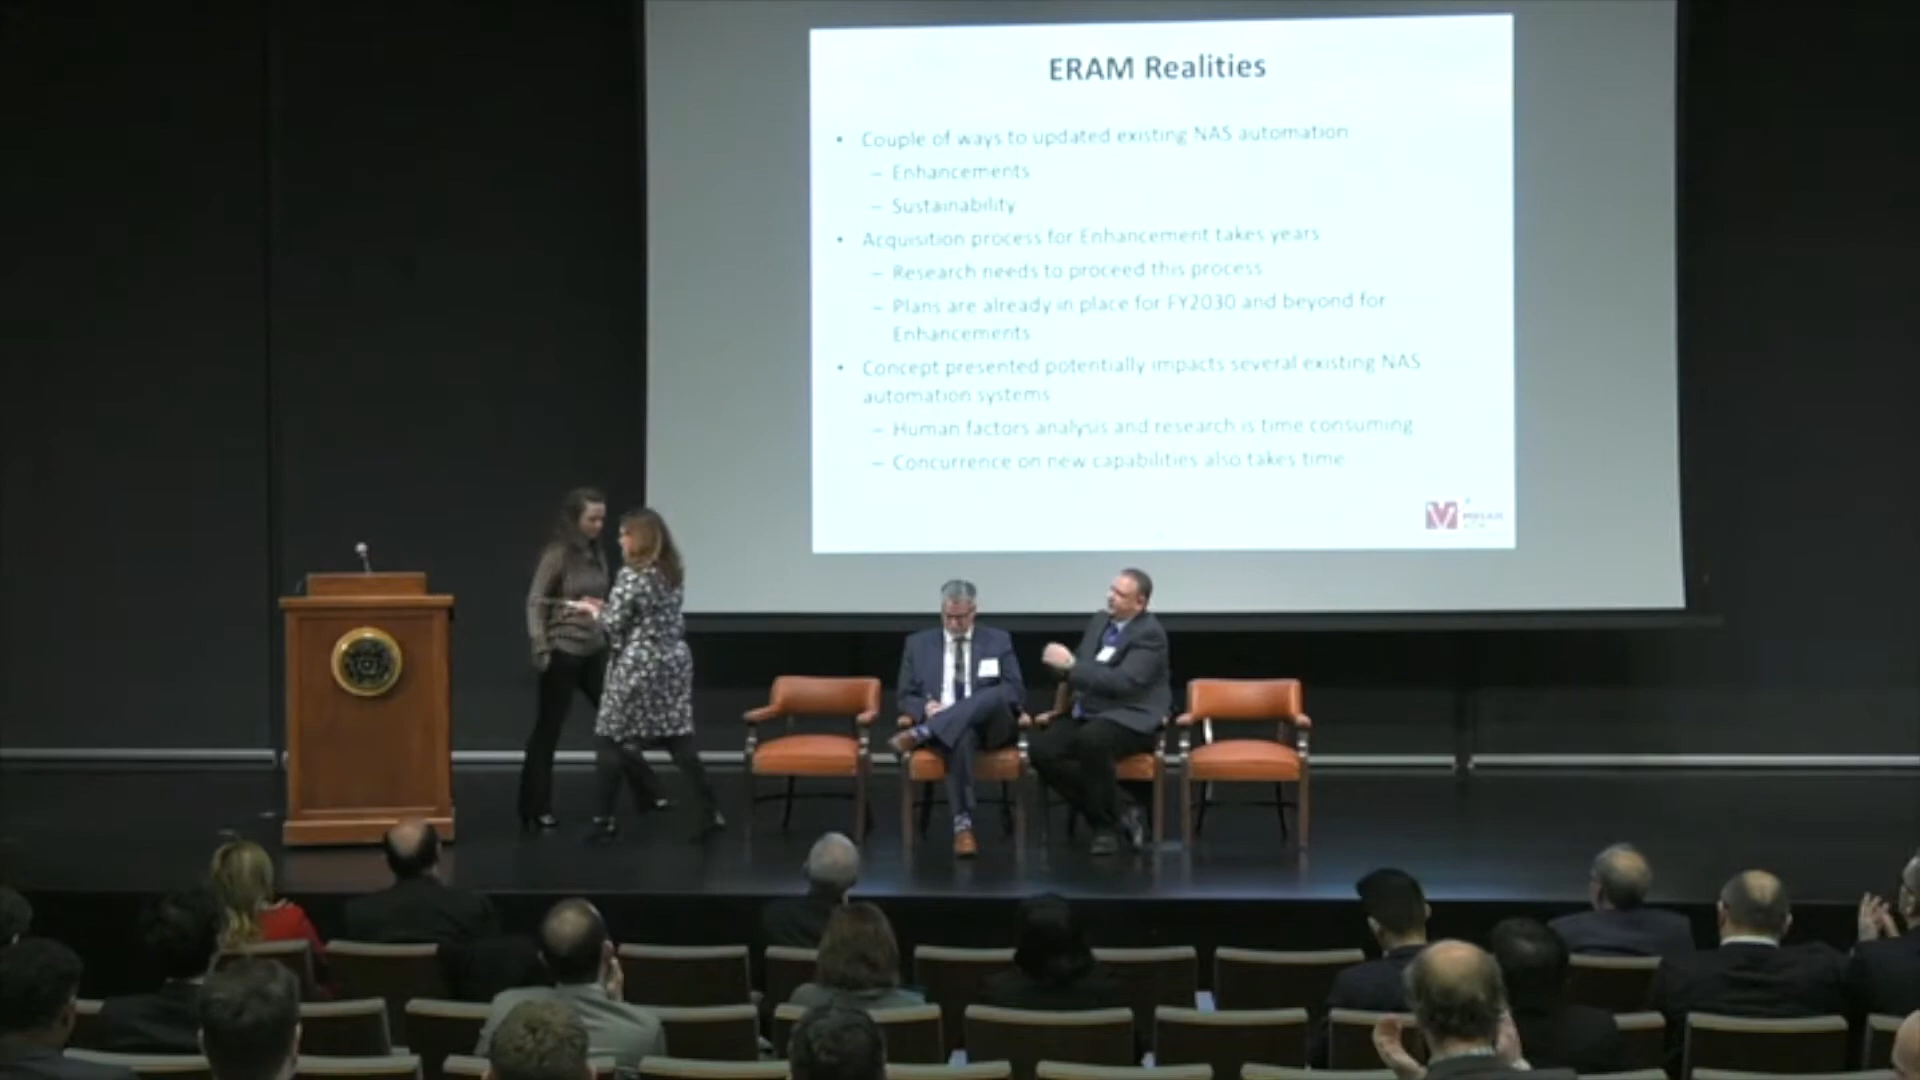 ERAM Realities
• Couple of ways to updated existing NAS automation
– Enhancements
– Sustainability
• Acquisition process for Enhancement takes years
– Research needs to proceed this process
– Plans are already in place for FY2030 and beyond for
Enhancements
• Concept presented potentially impacts several existing NAS
automation systems
– Human factors analysis and research is time consuming
– Concurrence on new capabilities also takes time